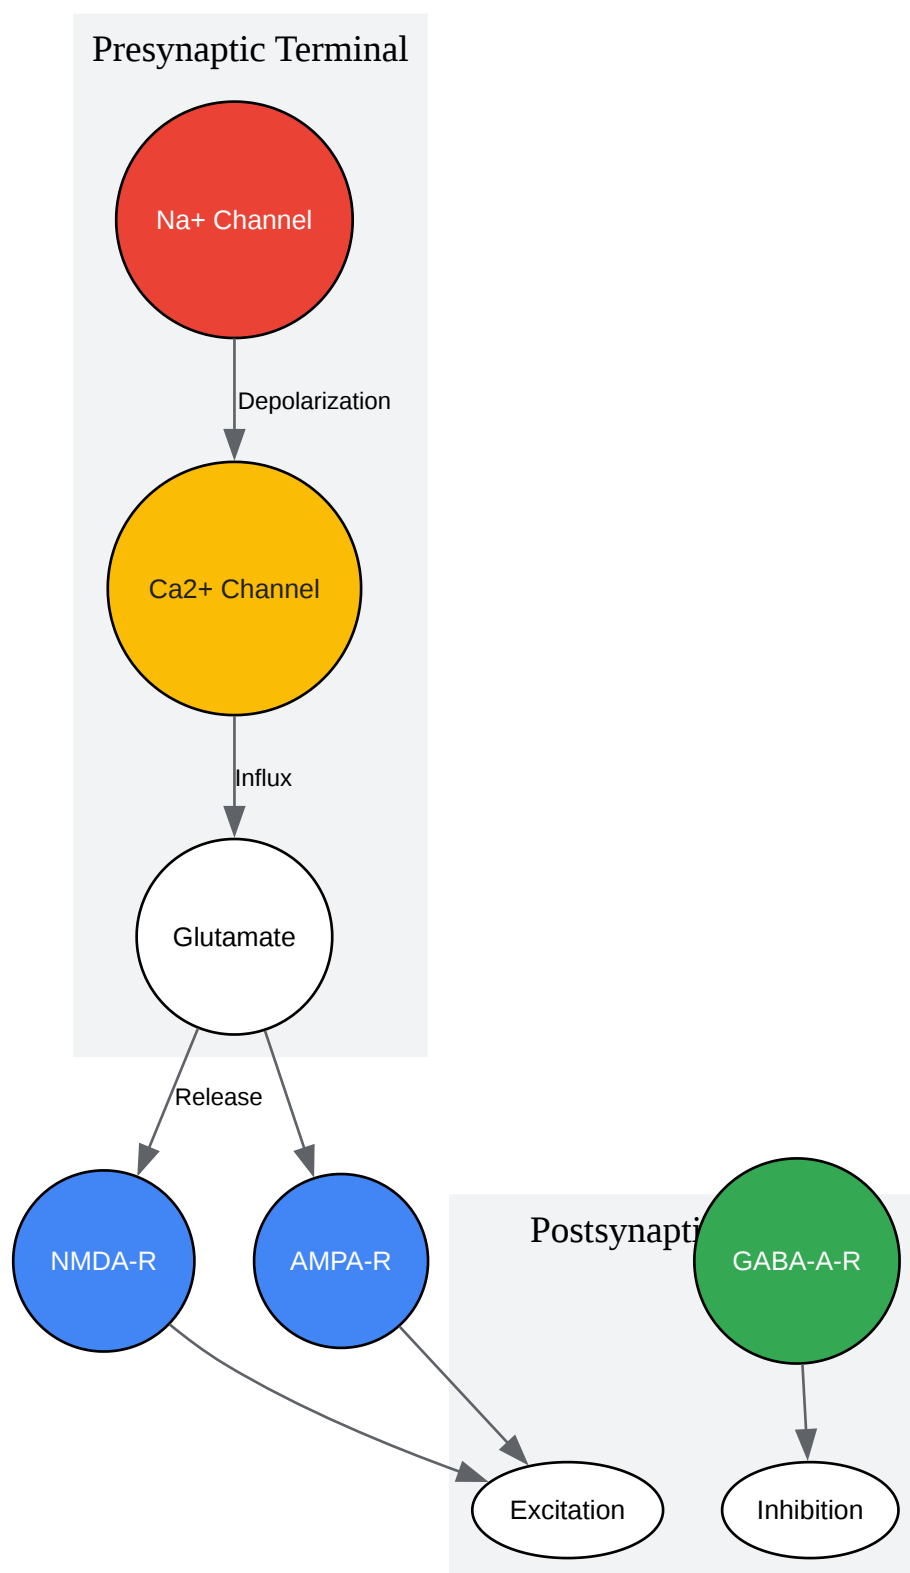 Presynaptic Terminal
Na+ Channel
Depolarization
Ca2+ Channel
Influx
Glutamate
Release
NMDA-R
AMPA-R
GABA-A-R
Excitation
Inhibition